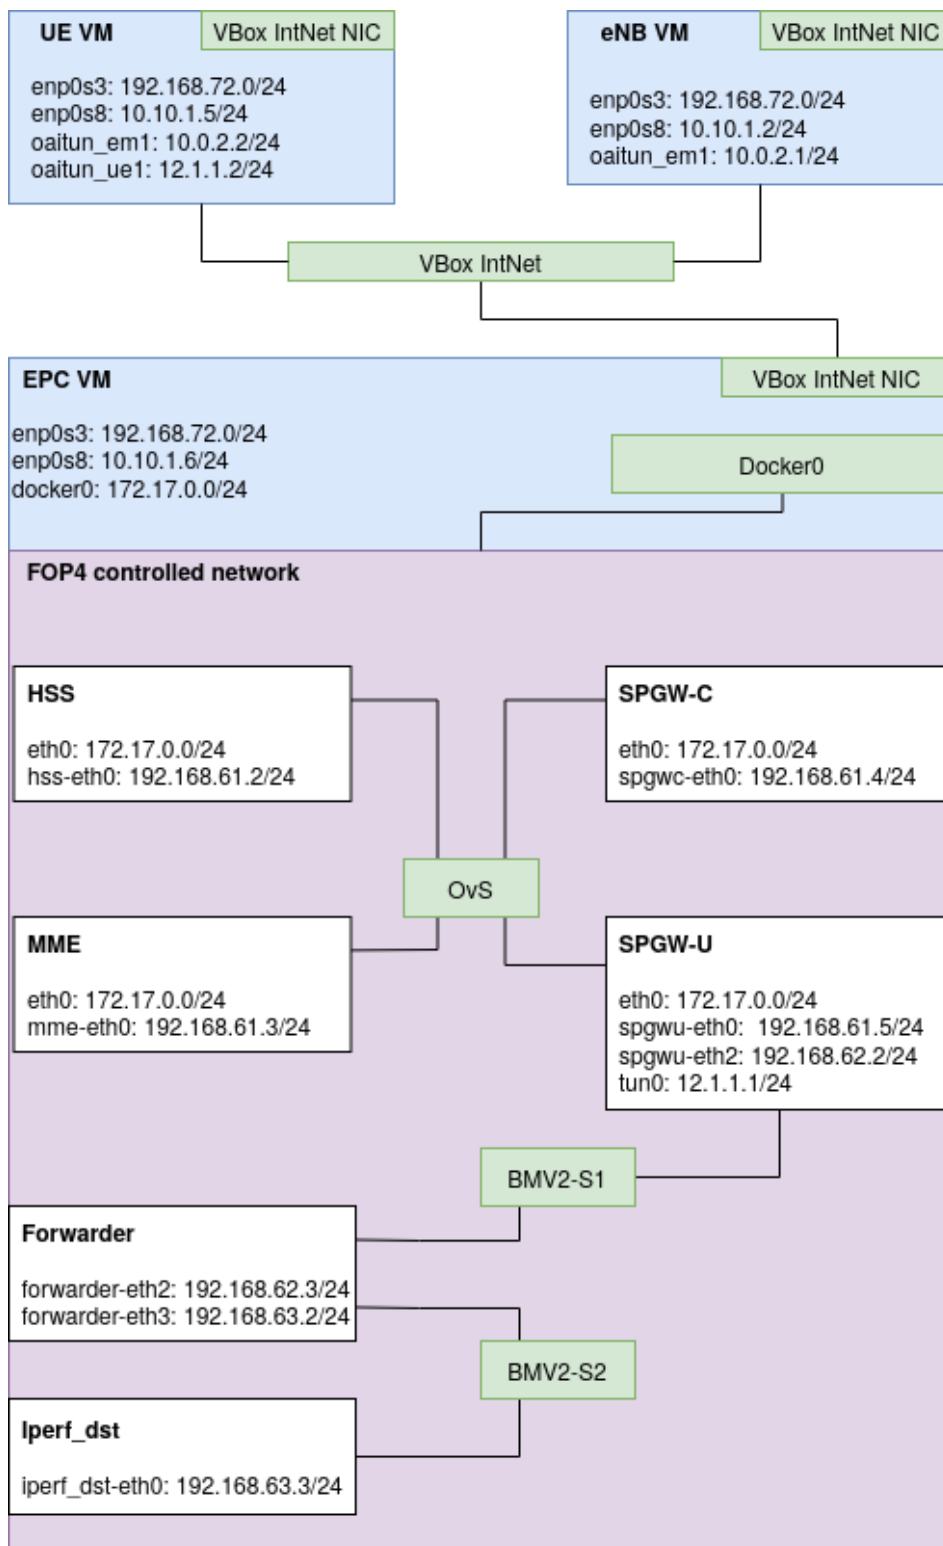 UE VM
VBox IntNet NIC
enp0s3: 192.168.72.0/24
enp0s8: 10.10.1.5/24
oaitun_em1: 10.0.2.2/24
oaitun_ue1: 12.1.1.2/24
eNB VM
VBox IntNet NIC
enp0s3: 192.168.72.0/24
enp0s8: 10.10.1.2/24
oaitun_em1: 10.0.2.1/24
VBox IntNet
EPC VM
VBox IntNet NIC
enp0s3: 192.168.72.0/24
enp0s8: 10.10.1.6/24
docker0: 172.17.0.0/24
Docker0
FOP4 controlled network
HSS
eth0: 172.17.0.0/24
hss-eth0: 192.168.61.2/24
SPGW-C
eth0: 172.17.0.0/24
spgwc-eth0: 192.168.61.4/24
OvS
MME
eth0: 172.17.0.0/24
mme-eth0: 192.168.61.3/24
SPGW-U
eth0: 172.17.0.0/24
spgwu-eth0: 192.168.61.5/24
spgwu-eth2: 192.168.62.2/24
tun0: 12.1.1.1/24
BMV2-S1
Forwarder
forwarder-eth2: 192.168.62.3/24
forwarder-eth3: 192.168.63.2/24
BMV2-S2
Iperf_dst
iperf_dst-eth0: 192.168.63.3/24